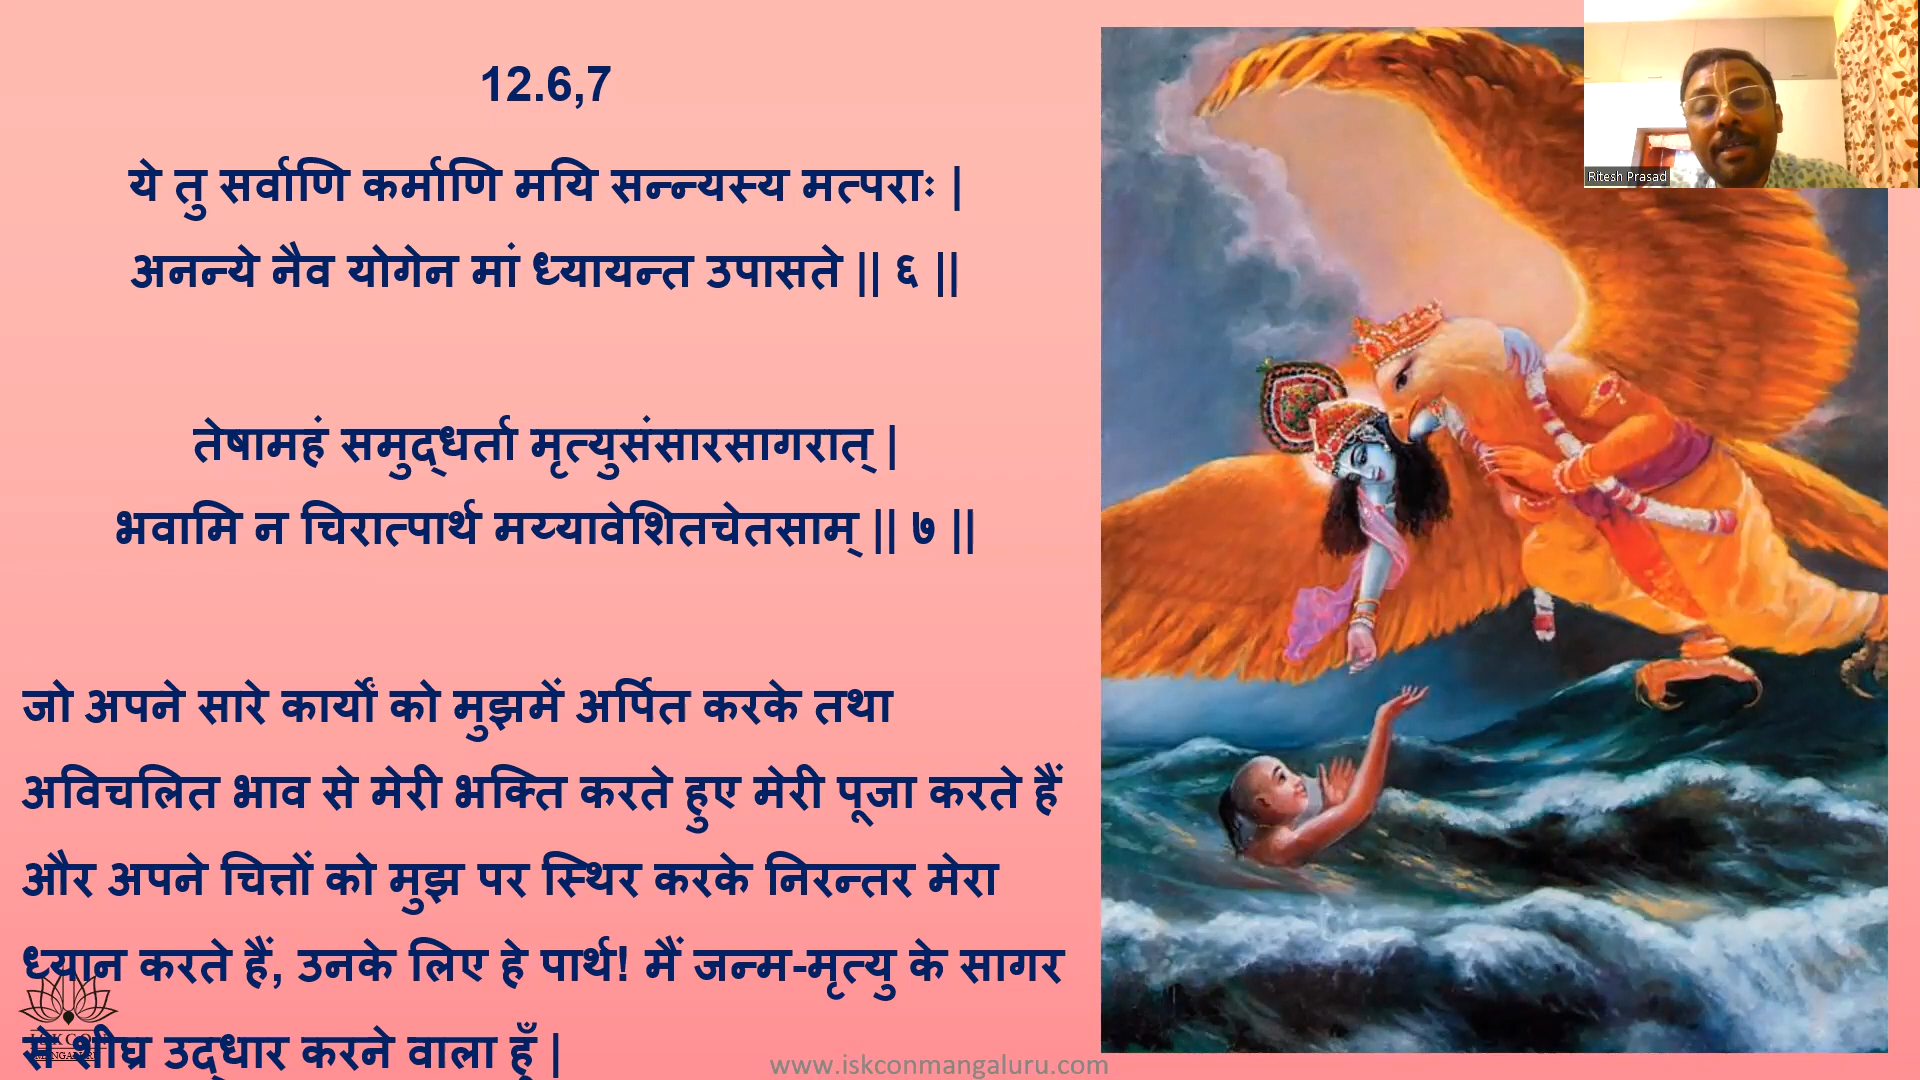 12.6,7
ये तु सर्वाणि कर्माणि मयि सन्न्यस्य मत्पराः |
अनन्ये नैव योगेन मां ध्यायन्त उपासते || ६ ||
तेषामहं समुद्धर्ता मृत्युसंसारसागरात् |
भवामि न चिरात्पार्थ मय्यावेशितचेतसाम् || ७ ||
जो अपने सारे कार्यों को मुझमें अर्पित करके तथा
अविचलित भाव से मेरी भक्ति करते हुए मेरी पूजा करते हैं
और अपने चित्तों को मुझ पर स्थिर करके निरन्तर मेरा
ध्यान करते हैं, उनके लिए हे पार्थ! मैं जन्म-मृत्यु के सागर
से शीघ्र उद्धार करने वाला हूँ |
ISKCON
MANGALURU
www.iskconmangaluru.com
Ritesh Prasad